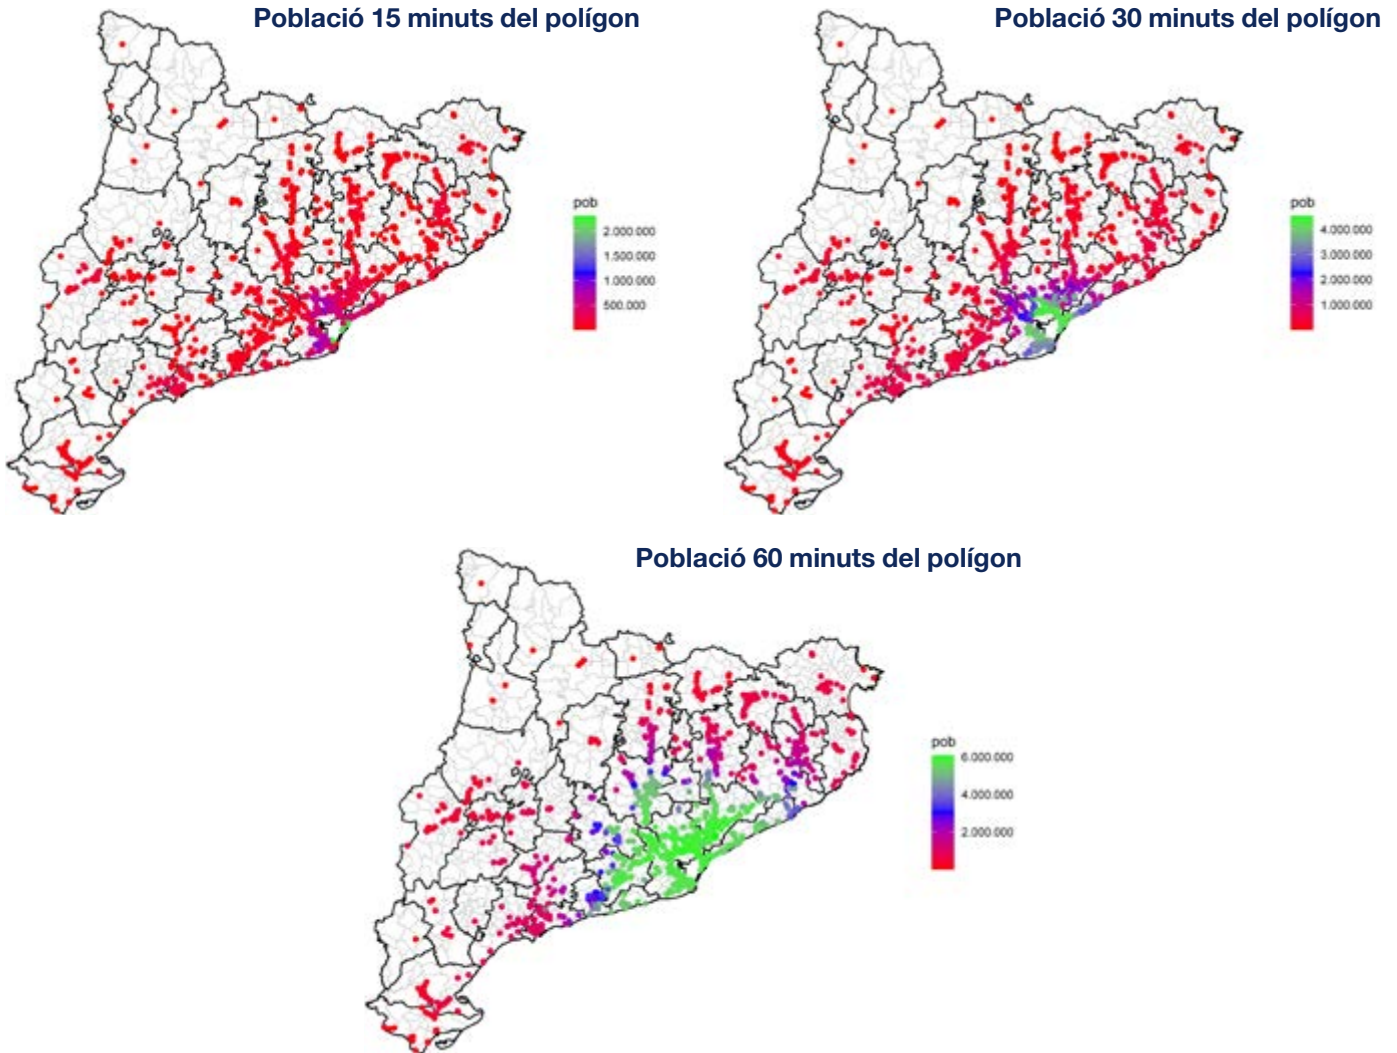 Població 15 minuts del polígon
pob
2.000.000
1.500.000
1.000.000
500.000
Població 30 minuts del polígon
pob
4.000.000
3.000.000
2.000.000
1.000.000
Població 60 minuts del polígon
pob
6.000.000
4.000.000
2.000.000